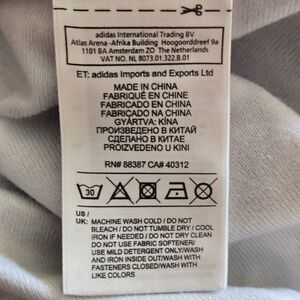 adidas International Trading BV
Atlas Arena -Afrika Building Hoogoorddreef 9a
1101 BA Amsterdam ZO The Netherlands
VAT NO. NL 8073.01.322.B.01
ET: adidas Imports and Exports Ltd
MADE IN CHINA
FABRIQUÉ EN CHINE
FABRICADO EN CHINA
FABRICADO NA CHINA
GYÁRTVA: KÍNA
ПРОИЗВЕДЕНО В КИТАЙ
СДЕЛАНО В КИТАЕ
PROIZVEDENO U KINI
RN# 88387 CA# 40312
30
US /
UK: MACHINE WASH COLD / DO NOT
BLEACH / DO NOT TUMBLE DRY / COOL
IRON IF NEEDED / DO NOT DRY CLEAN
DO NOT USE FABRIC SOFTENER/
USE MILD DETERGENT ONLY/WASH
AND IRON INSIDE OUT/WASH WITH
FASTENERS CLOSED/WASH WITH
LIKE COLORS